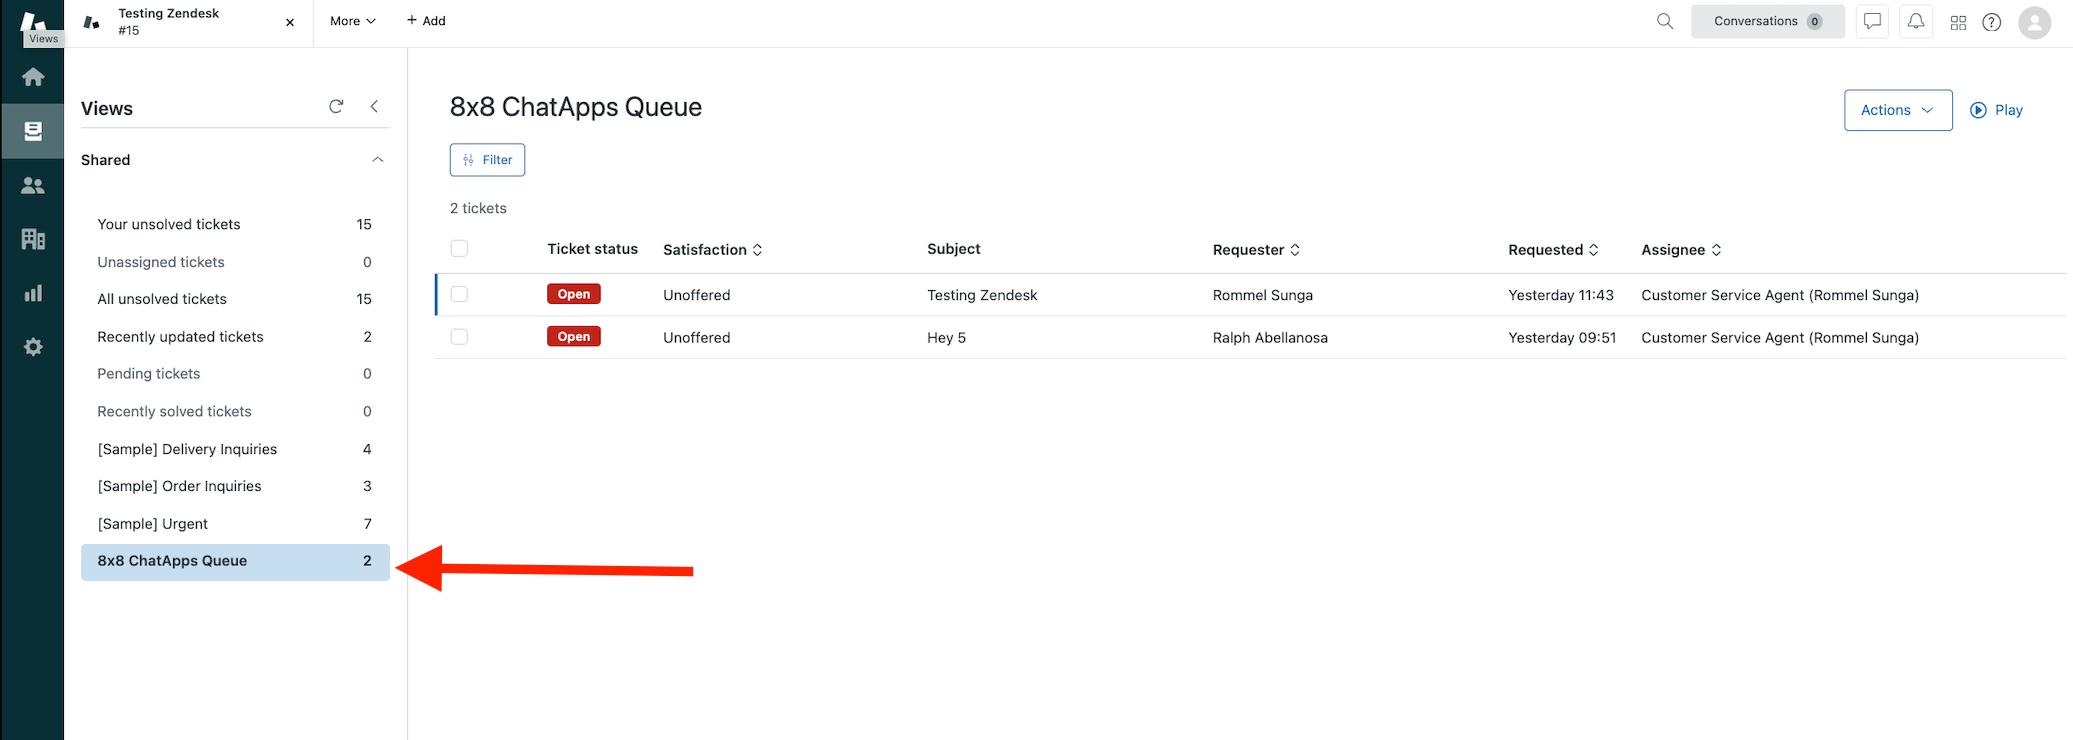 Testing Zendesk
#15
More
+ Add
Conversations 0
Views
Views
Shared
Your unsolved tickets 15
Unassigned tickets 0
All unsolved tickets 15
Recently updated tickets 2
Pending tickets 0
Recently solved tickets 0
[Sample] Delivery Inquiries 4
[Sample] Order Inquiries 3
[Sample] Urgent 7
8x8 ChatApps Queue 2
8x8 ChatApps Queue
Actions
Play
Filter
2 tickets
Ticket status Satisfaction Subject Requester Requested Assignee
Open Unoffered Testing Zendesk Rommel Sunga Yesterday 11:43 Customer Service Agent (Rommel Sunga)
Open Unoffered Hey 5 Ralph Abellanosa Yesterday 09:51 Customer Service Agent (Rommel Sunga)